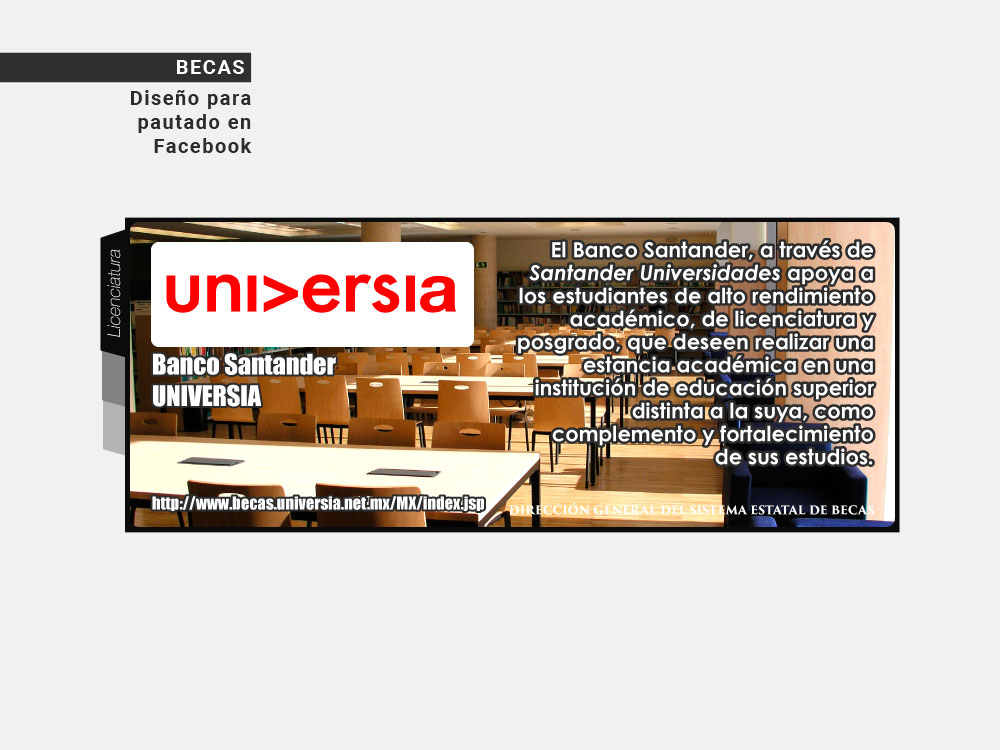 BECAS
Diseño para
pautado en
Facebook
Licenciatura
uni>ersia
Banco Santander
UNIVERSIA
http://www.becas.universia.net.mx/MX/index.jsp
El Banco Santander, a través de
Santander Universidades apoya a
los estudiantes de alto rendimiento
académico, de licenciatura y
posgrado, que deseen realizar una
estancia académica en una
institución de educación superior
distinta a la suya, como
complemento y fortalecimiento
de sus estudios.
DIRECCIÓN GENERAL DEL SISTEMA ESTATAL DE BECAS